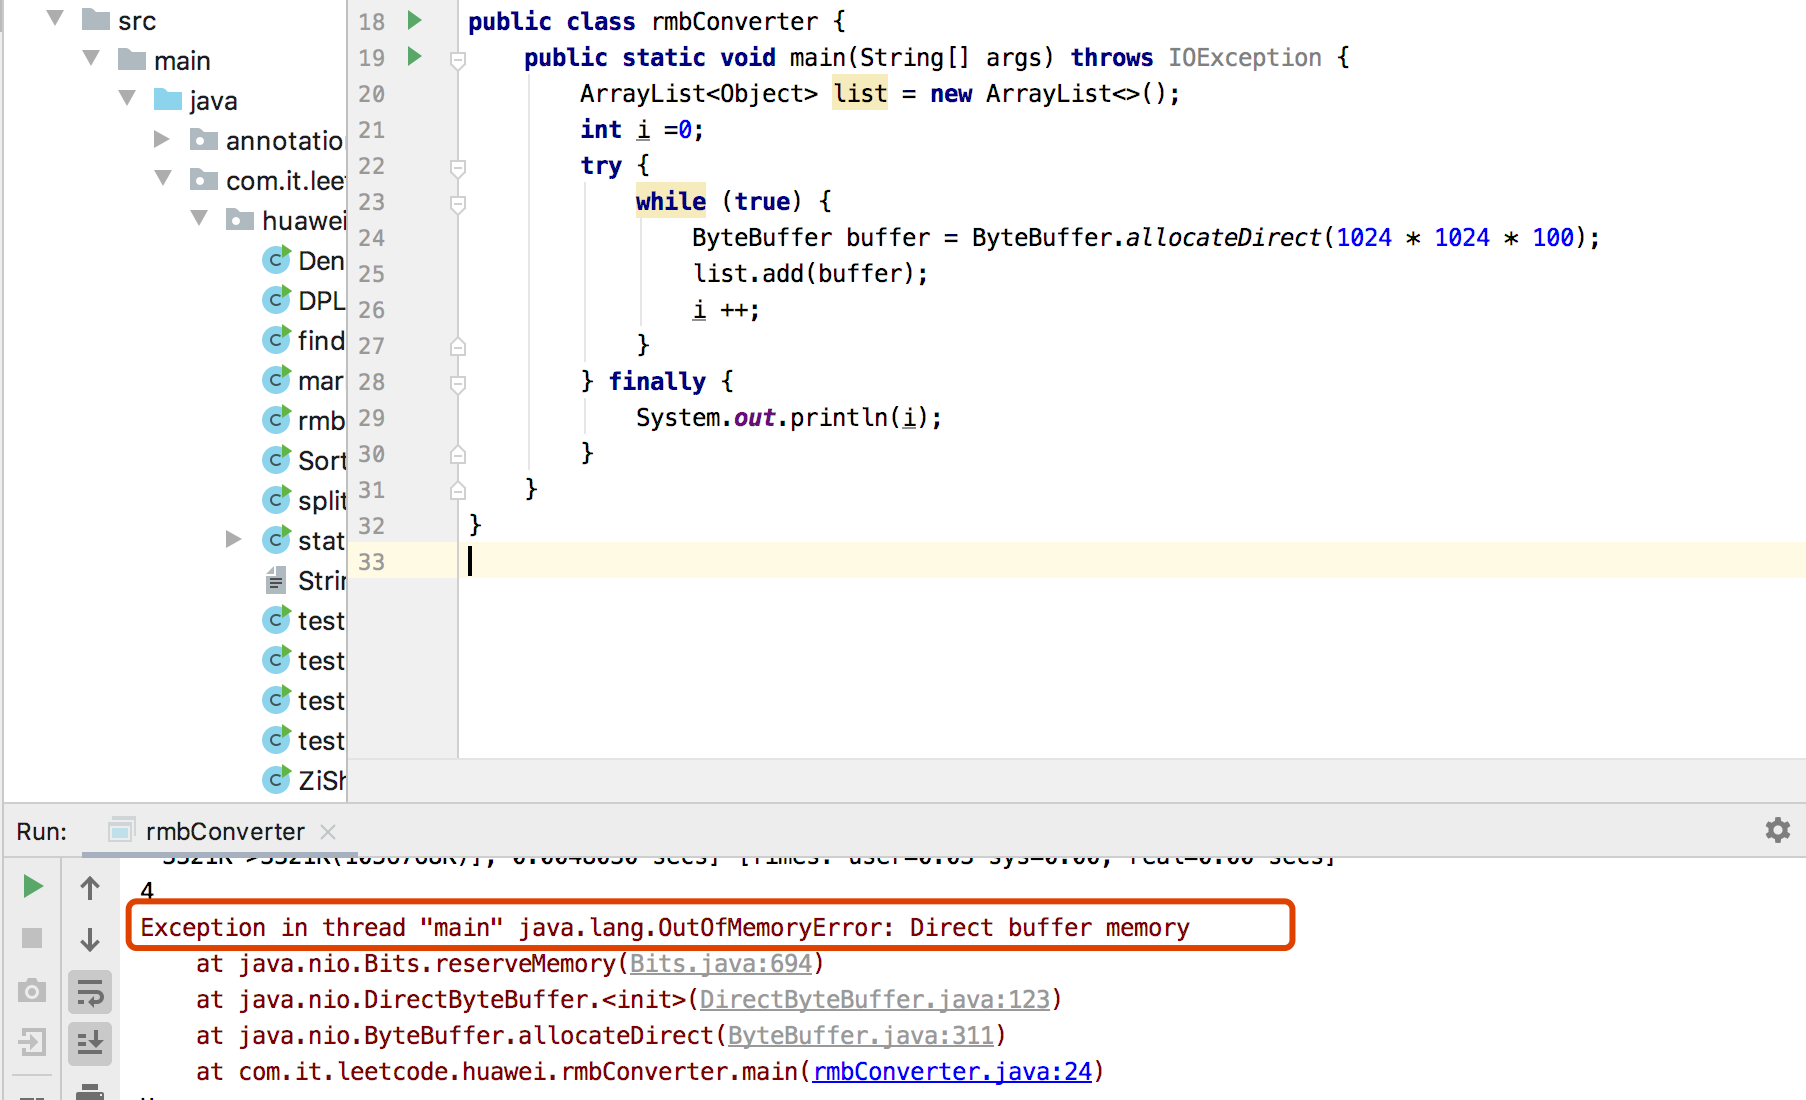 src
main
java
annotatio
com.it.leet
huawei
Den
DPL
find
mar
rmb
Sort
split
stat
Strin
test
test
test
test
ZiSh
18 public class rmbConverter {
19 public static void main(String[] args) throws IOException {
20 ArrayList<Object> list = new ArrayList<>();
21 int i =0;
22 try {
23 while (true) {
24 ByteBuffer buffer = ByteBuffer.allocateDirect(1024 * 1024 * 100);
25 list.add(buffer);
26 i ++;
27 }
28 } finally {
29 System.out.println(i);
30 }
31 }
32 }
33
Run: rmbConverter
4
Exception in thread "main" java.lang.OutOfMemoryError: Direct buffer memory
at java.nio.Bits.reserveMemory(Bits.java:694)
at java.nio.DirectByteBuffer.<init>(DirectByteBuffer.java:123)
at java.nio.ByteBuffer.allocateDirect(ByteBuffer.java:311)
at com.it.leetcode.huawei.rmbConverter.main(rmbConverter.java:24)